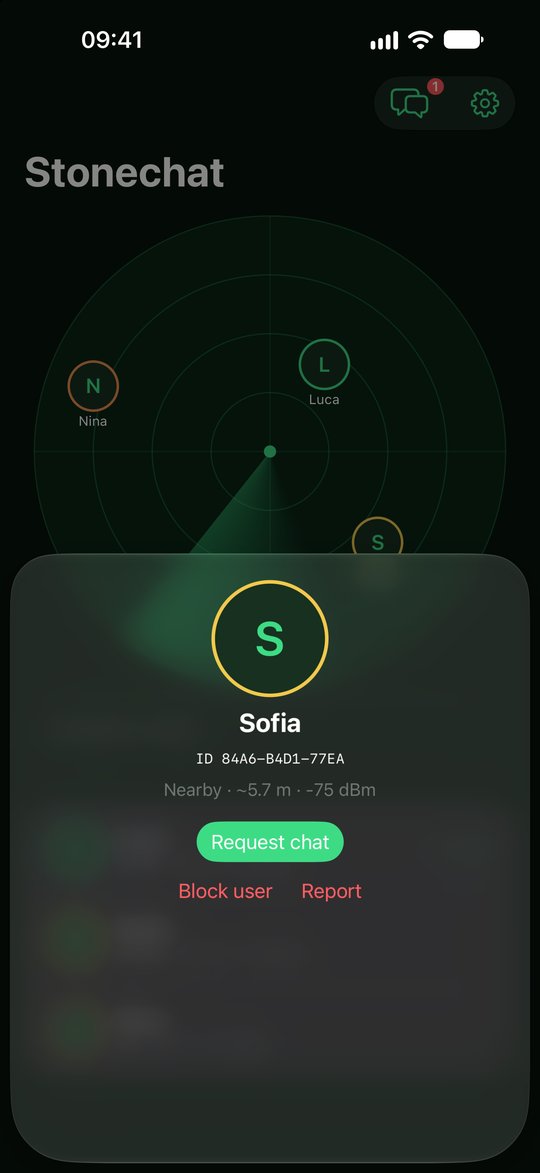 09:41
1
Stonechat
L
Luca
N
Nina
S
S
Sofia
ID 84A6-B4D1-77EA
Nearby · ~5.7 m · -75 dBm
Request chat
Block user Report